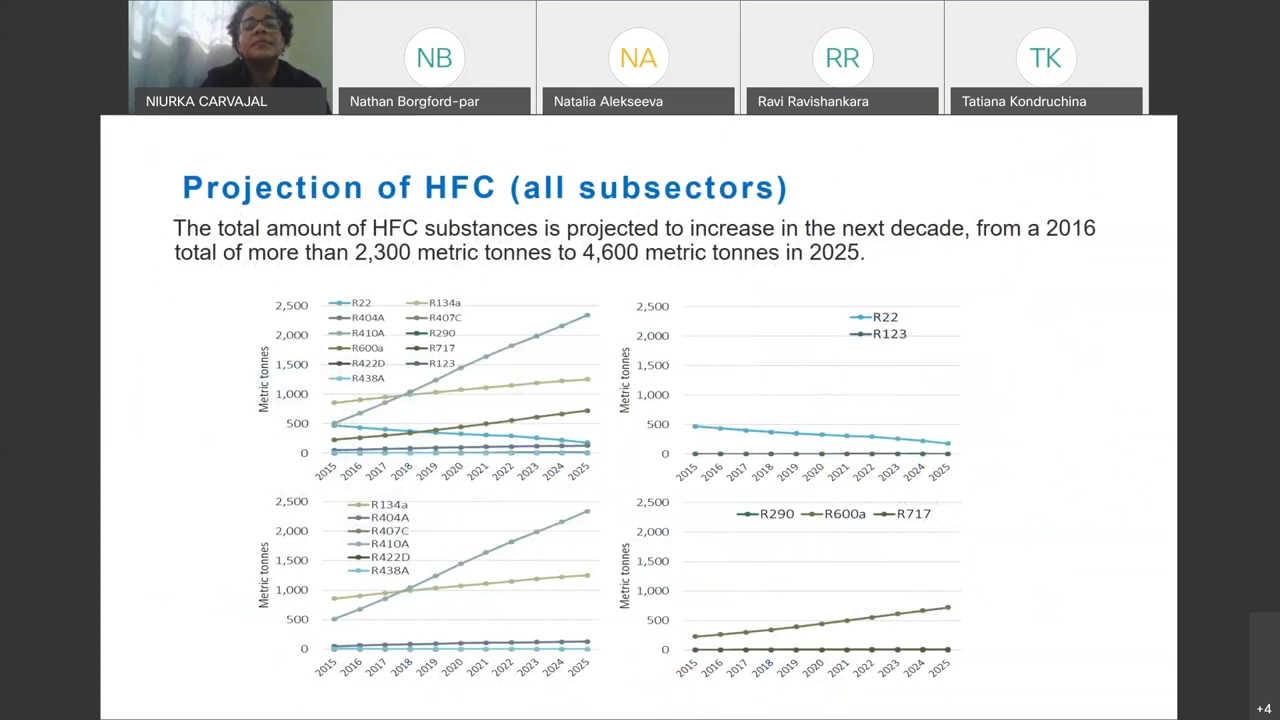 NB
NA
RR
TK
NIURKA CARVAJAL
Nathan Borgford-par
Natalia Alekseeva
Ravi Ravishankara
Tatiana Kondruchina
Projection of HFC (all subsectors)
The total amount of HFC substances is projected to increase in the next decade, from a 2016
total of more than 2,300 metric tonnes to 4,600 metric tonnes in 2025.
Metric tonnes
2,500
2,000
1,500
1,000
500
0
R22 R134a
R404A R407C
R410A R290
R600a R717
R422D R123
R438A
2015 2016 2017 2018 2019 2020 2021 2022 2023 2024 2025
Metric tonnes
2,500
2,000
1,500
1,000
500
0
R22
R123
2015 2016 2017 2018 2019 2020 2021 2022 2023 2024 2025
Metric tonnes
2,500
2,000
1,500
1,000
500
0
R134a
R404A
R407C
R410A
R422D
R438A
2015 2016 2017 2018 2019 2020 2021 2022 2023 2024 2025
Metric tonnes
2,500
2,000
1,500
1,000
500
0
R290 R600a R717
2015 2016 2017 2018 2019 2020 2021 2022 2023 2024 2025
+4